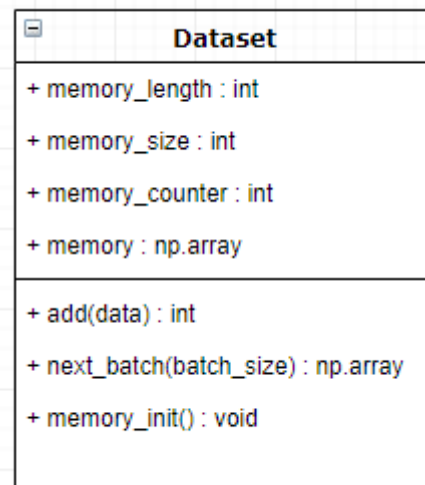 Dataset
+ memory_length : int
+ memory_size : int
+ memory_counter : int
+ memory : np.array
+ add(data) : int
+ next_batch(batch_size) : np.array
+ memory_init() : void